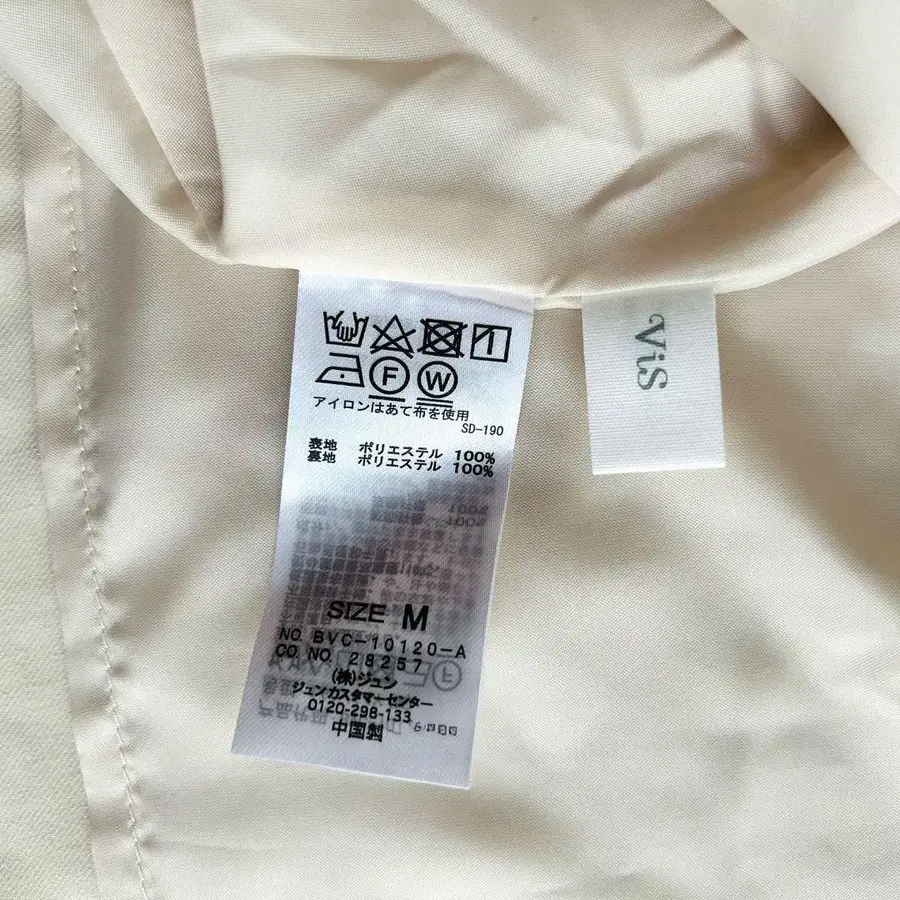 F W
アイロンはあて布を使用
SD-190
表地 ポリエステル 100%
裏地 ポリエステル 100%
SIZE M
NO. BVC-10120-A
CO. NO. 28257
(株)ジュン
ジュンカスタマーセンター
0120-298-133
中国製
ViS